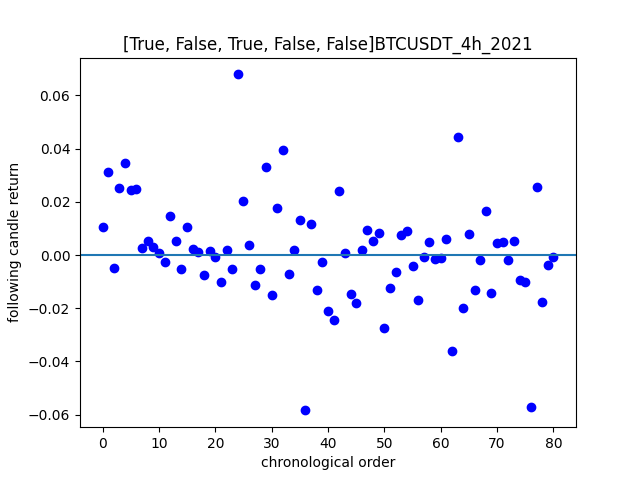 [True, False, True, False, False]BTCUSDT_4h_2021
0.06
0.04
0.02
0.00
−0.02
−0.04
−0.06
following candle return
0 10 20 30 40 50 60 70 80
chronological order